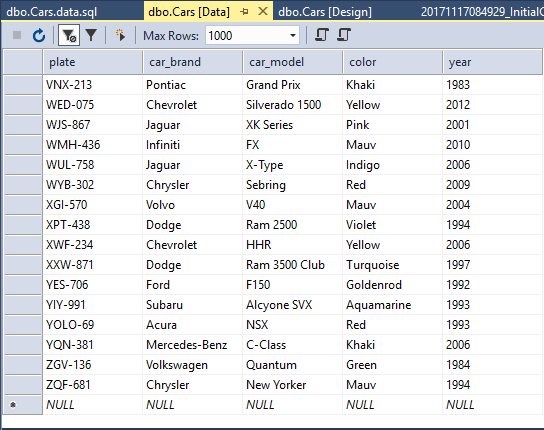 dbo.Cars.data.sql dbo.Cars [Data] dbo.Cars [Design] 20171117084929_InitialC
Max Rows: 1000
plate car_brand car_model color year
VNX-213 Pontiac Grand Prix Khaki 1983
WED-075 Chevrolet Silverado 1500 Yellow 2012
WJS-867 Jaguar XK Series Pink 2001
WMH-436 Infiniti FX Mauv 2010
WUL-758 Jaguar X-Type Indigo 2006
WYB-302 Chrysler Sebring Red 2009
XGI-570 Volvo V40 Mauv 2004
XPT-438 Dodge Ram 2500 Violet 1994
XWF-234 Chevrolet HHR Yellow 2006
XXW-871 Dodge Ram 3500 Club Turquoise 1997
YES-706 Ford F150 Goldenrod 1992
YIY-991 Subaru Alcyone SVX Aquamarine 1993
YOLO-69 Acura NSX Red 1993
YQN-381 Mercedes-Benz C-Class Khaki 2006
ZGV-136 Volkswagen Quantum Green 1984
ZQF-681 Chrysler New Yorker Mauv 1994
NULL NULL NULL NULL NULL